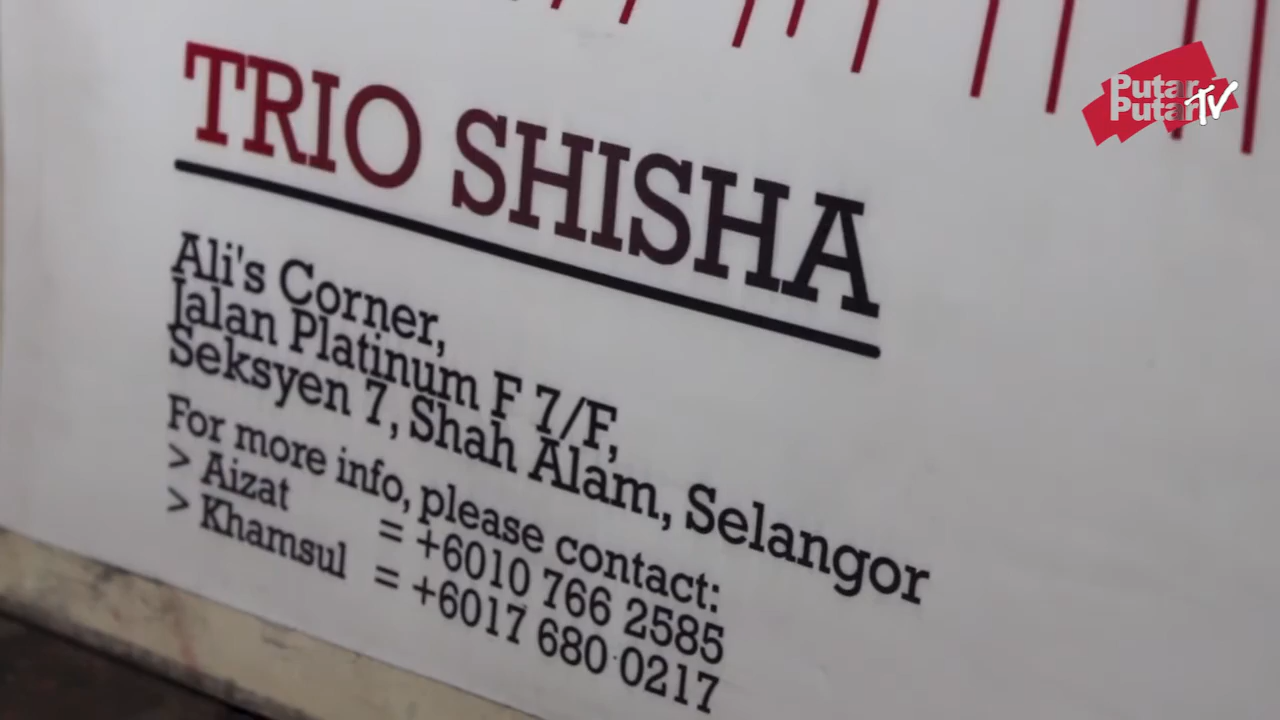 Putar
Putar TV
TRIO SHISHA
Ali's Corner,
Jalan Platinum F 7/F,
Seksyen 7, Shah Alam, Selangor
For more info, please contact:
> Aizat = +6010 766 2585
> Khamsul = +6017 680 0217